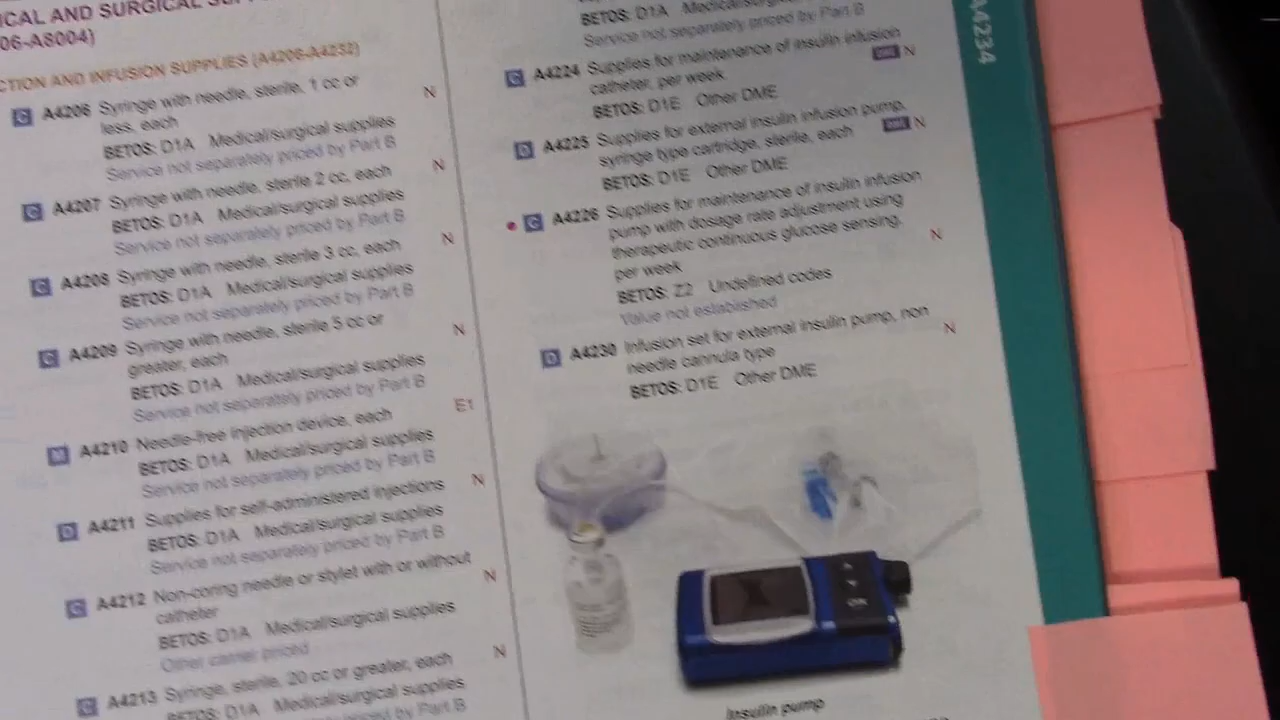 ICAL AND SURGICAL
06-A8004)
CTION AND INFUSION SUPPLIES (A4206-A4232)
C A4206 Syringe with needle, sterile, 1 cc or
less, each N
BETOS: D1A Medical/surgical supplies
Service not separately priced by Part B
C A4207 Syringe with needle, sterile 2 cc, each N
BETOS: D1A Medical/surgical supplies
Service not separately priced by Part B
C A4208 Syringe with needle, sterile 3 cc, each N
BETOS: D1A Medical/surgical supplies
Service not separately priced by Part B
C A4209 Syringe with needle, sterile 5 cc or
greater, each N
BETOS: D1A Medical/surgical supplies
Service not separately priced by Part B
M A4210 Needle-free injection device, each E1
BETOS: D1A Medical/surgical supplies
Service not separately priced by Part B
D A4211 Supplies for self-administered injections N
BETOS: D1A Medical/surgical supplies
Service not separately priced by Part B
C A4212 Non-coring needle or stylet with or without
catheter N
BETOS: D1A Medical/surgical supplies
Other carrier priced
C A4213 Syringe, sterile, 20 cc or greater, each N
BETOS: D1A Medical/surgical supplies
Service not separately priced by Part B
BETOS: D1A Medical/surgical
Service not separately priced by Part B
C A4224 Supplies for maintenance of insulin infusion
catheter, per week N
BETOS: D1E Other DME
D A4225 Supplies for external insulin infusion pump,
syringe type cartridge, sterile, each N
BETOS: D1E Other DME
C A4226 Supplies for maintenance of insulin infusion
pump with dosage rate adjustment using
therapeutic continuous glucose sensing,
per week N
BETOS: Z2 Undefined codes
Value not established
D A4230 Infusion set for external insulin pump, non
needle cannula type N
BETOS: D1E Other DME
OK
Insulin pump
A4234